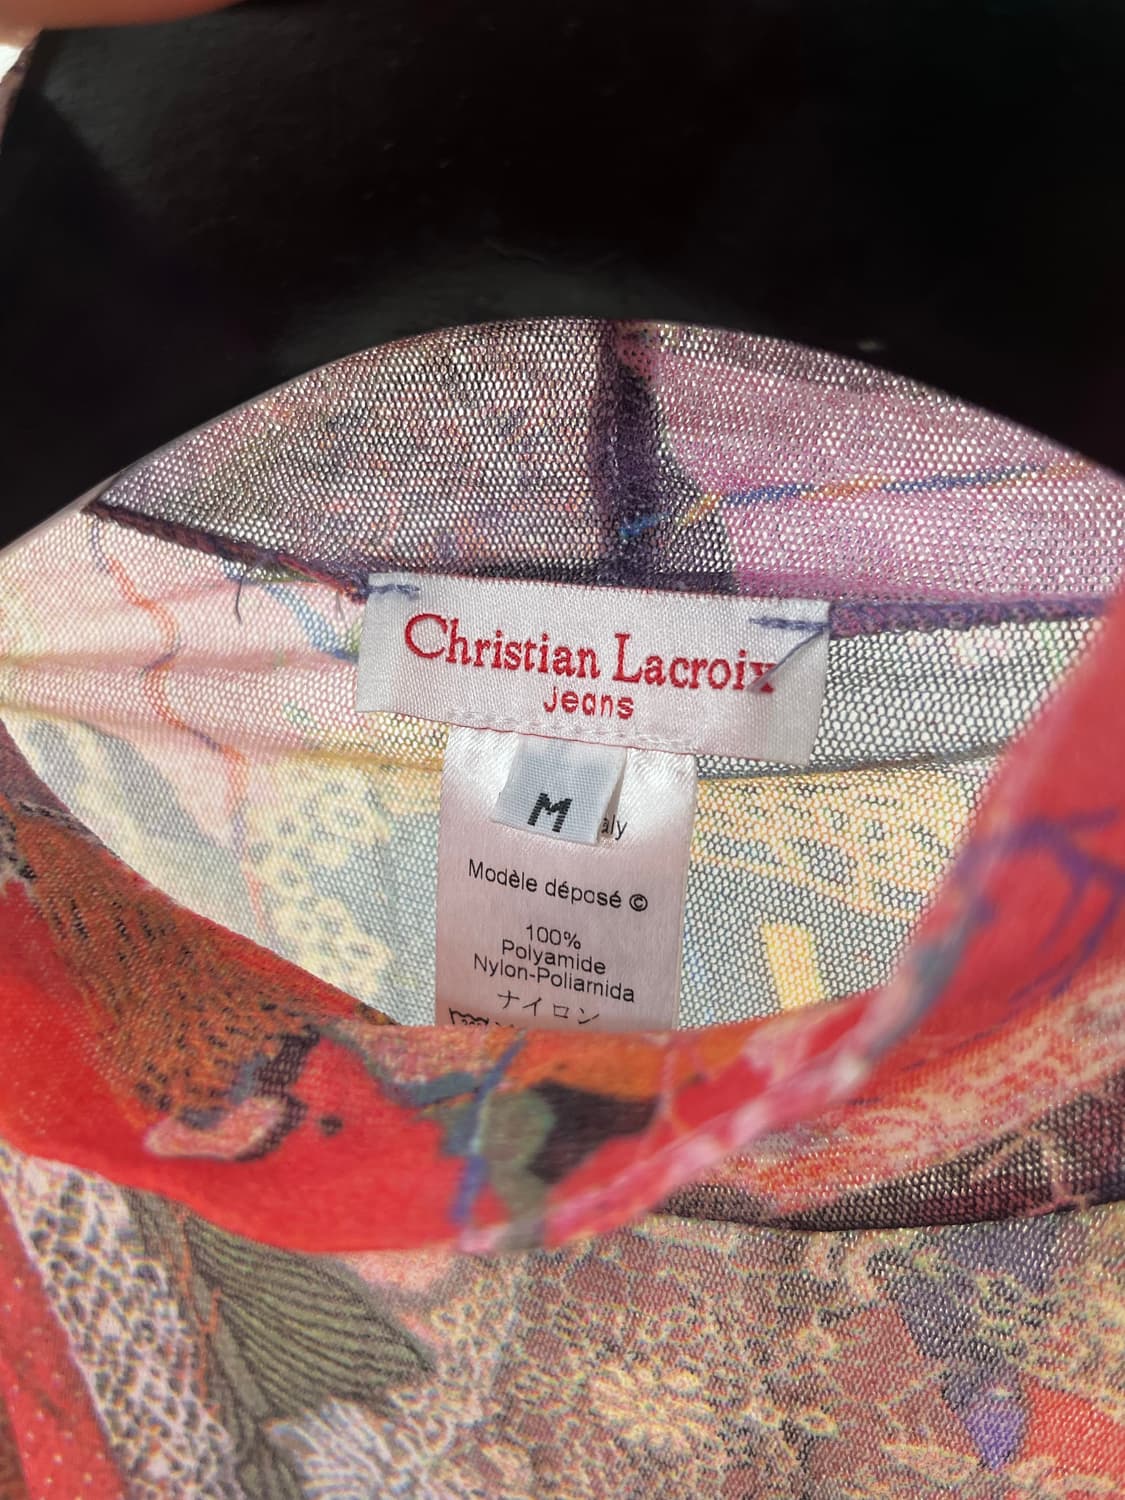 Christian Lacroix
Jeans
M
aly
Modèle déposé ©
100%
Polyamide
Nylon-Poliamida
ナイロン